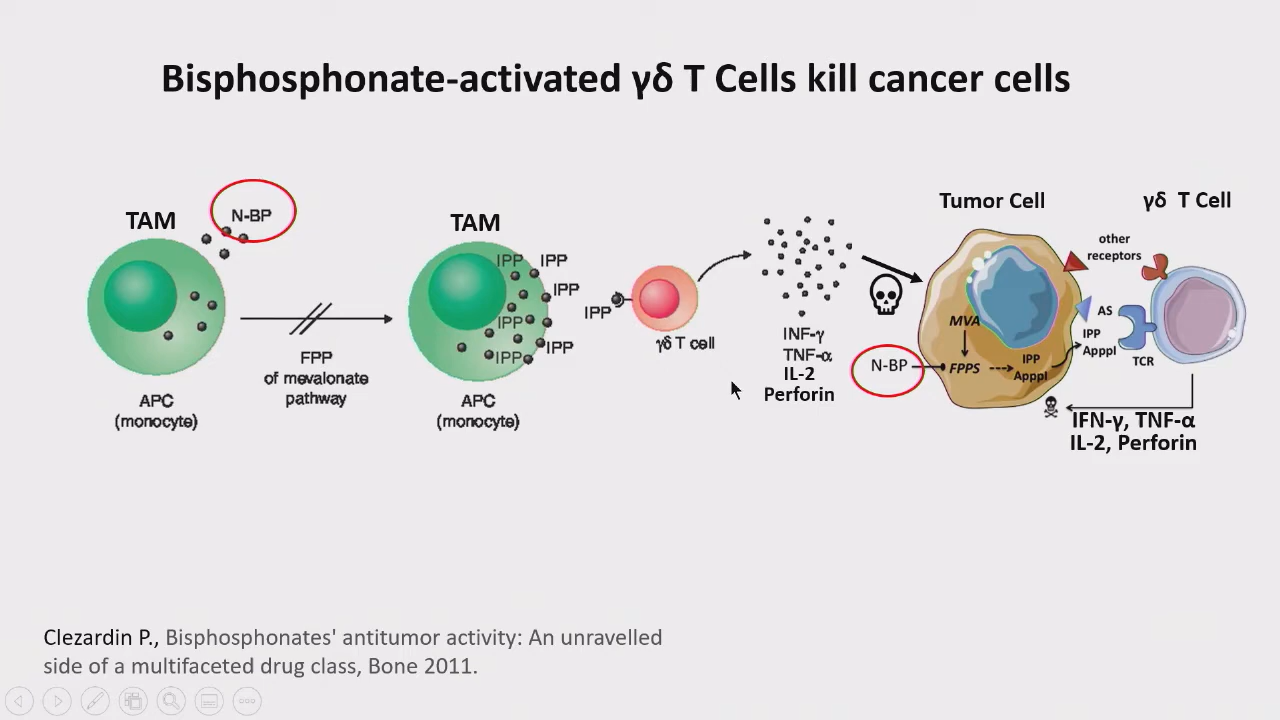 Bisphosphonate-activated γδ T Cells kill cancer cells
TAM
N-BP
APC
(monocyte)
FPP
of mevalonate
pathway
TAM
IPP
IPP
IPP
IPP
IPP
IPP
APC
(monocyte)
IPP
γδ T cell
INF-γ
TNF-α
IL-2
Perforin
Tumor Cell
γδ T Cell
other
receptors
MVA
N-BP
FPPS
IPP
ApppI
AS
IPP
ApppI
TCR
IFN-γ, TNF-α
IL-2, Perforin
Clezardin P., Bisphosphonates' antitumor activity: An unravelled
side of a multifaceted drug class, Bone 2011.